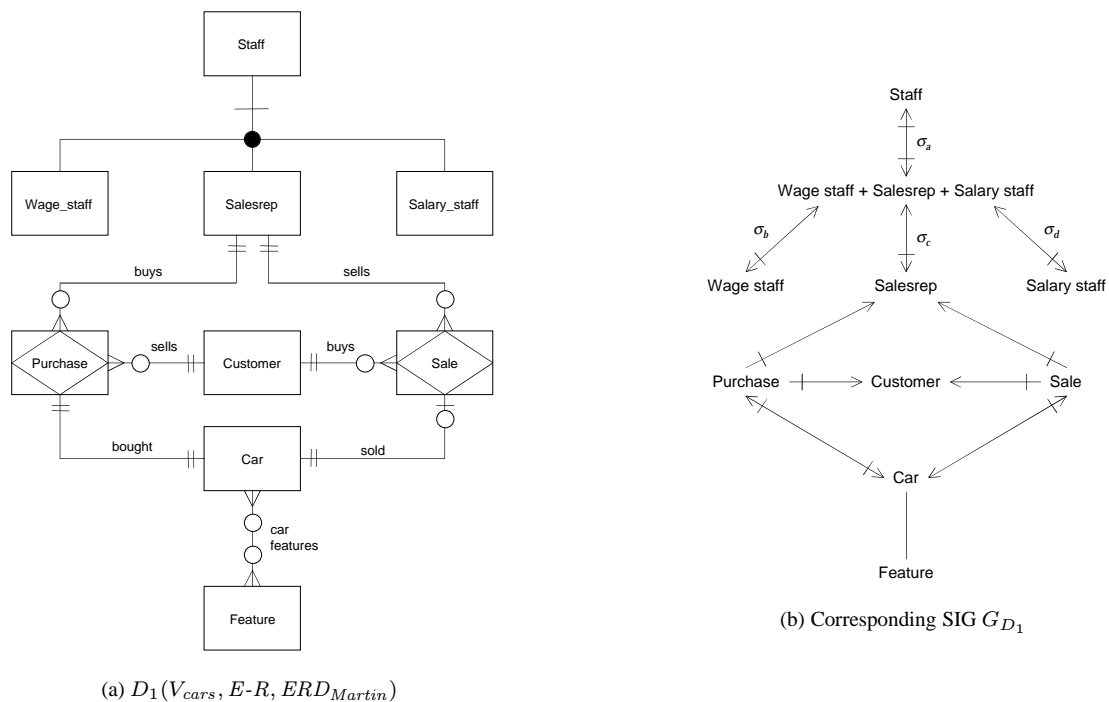 Staff
Wage_staff
Salesrep
Salary_staff
buys
sells
Purchase
sells
Customer
buys
Sale
bought
Car
sold
car
features
Feature
(a) D1(Vcars, E-R, ERDMartin)
Staff
σa
Wage staff + Salesrep + Salary staff
σb
σc
σd
Wage staff
Salesrep
Salary staff
Purchase
Customer
Sale
Car
Feature
(b) Corresponding SIG GD1